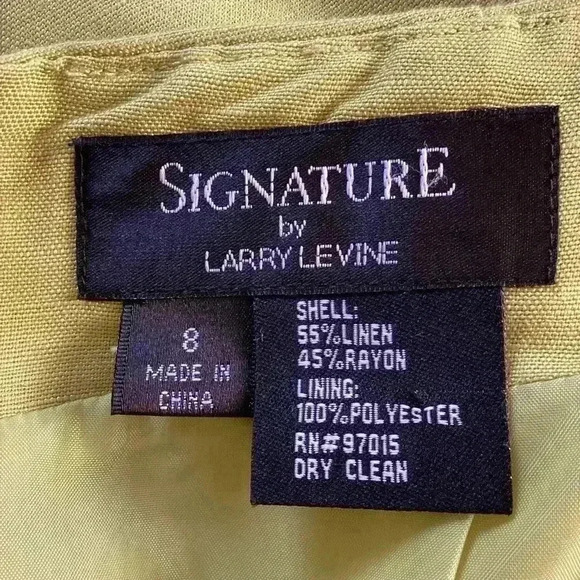 SIGNATURE
by
LARRY LEVINE
8
MADE IN
CHINA
SHELL:
55%LINEN
45%RAYON
LINING:
100%POLYESTER
RN#97015
DRY CLEAN